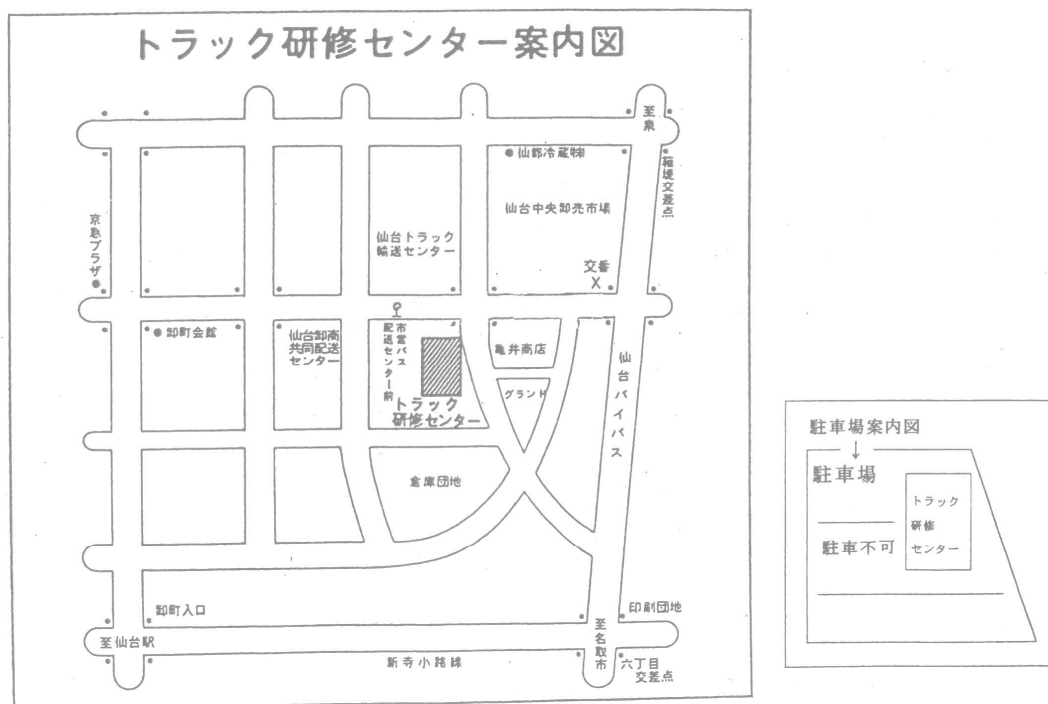 トラック研修センター案内図
至泉
仙都冷蔵㈱
箱堤交差点
仙台中央卸売市場
京急プラザ
仙台トラック
輸送センター
交番
X
卸町会館
仙台卸商
共同配送
センター
市営バス
配送センター前
亀井商店
仙台バイパス
グランド
トラック
研修センター
倉庫団地
卸町入口
印刷団地
至仙台駅
至名取市
新寺小路線
六丁目
交差点
駐車場案内図
↓
駐車場
トラック
研修
センター
駐車不可